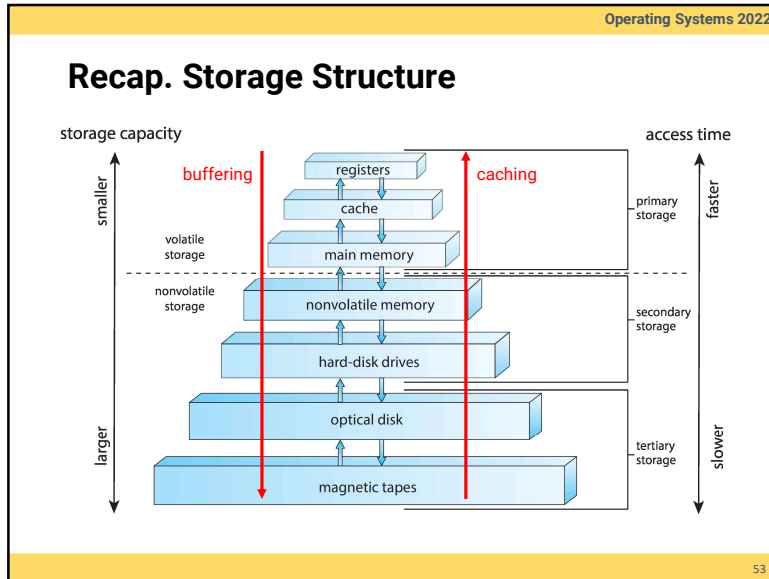 Operating Systems 2022
Recap. Storage Structure
storage capacity
access time
smaller
larger
buffering
caching
registers
cache
main memory
nonvolatile memory
hard-disk drives
optical disk
magnetic tapes
volatile
storage
nonvolatile
storage
primary
storage
secondary
storage
tertiary
storage
faster
slower
53